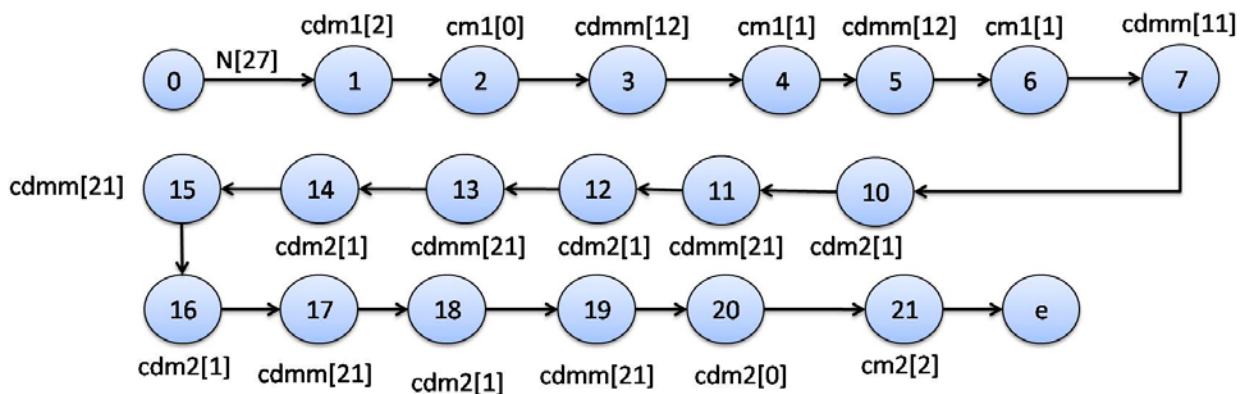 cdm1[2] cm1[0] cdmm[12] cm1[1] cdmm[12] cm1[1] cdmm[11]
N[27]
0 1 2 3 4 5 6 7
cdmm[21] 15 14 13 12 11 10
cdm2[1] cdmm[21] cdm2[1] cdmm[21] cdm2[1]
16 17 18 19 20 21 e
cdm2[1] cdmm[21] cdm2[1] cdmm[21] cdm2[0] cm2[2]